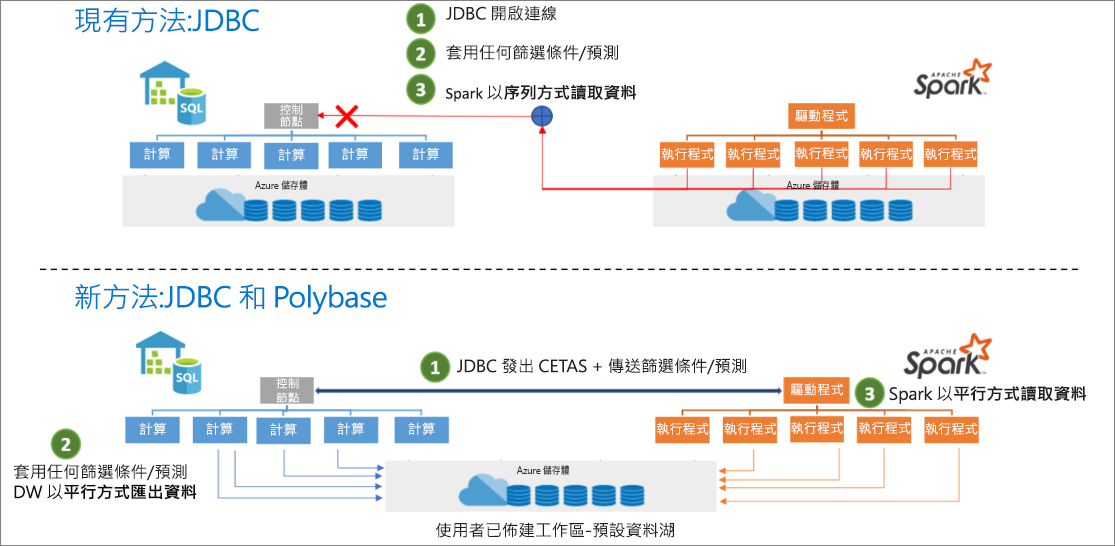 現有方法:JDBC
1 JDBC 開啟連線
2 套用任何篩選條件/預測
3 Spark 以序列方式讀取資料
SQL
APACHE
Spark™
控制
節點
驅動程式
計算 計算 計算 計算 計算
執行程式 執行程式 執行程式 執行程式 執行程式
Azure 儲存體
Azure 儲存體
新方法:JDBC 和 Polybase
SQL
1 JDBC 發出 CETAS + 傳送篩選條件/預測
APACHE
Spark™
控制
節點
驅動程式
3 Spark 以平行方式讀取資料
計算 計算 計算 計算 計算
執行程式 執行程式 執行程式 執行程式 執行程式
2
套用任何篩選條件/預測
DW 以平行方式匯出資料
Azure 儲存體
使用者已佈建工作區-預設資料湖